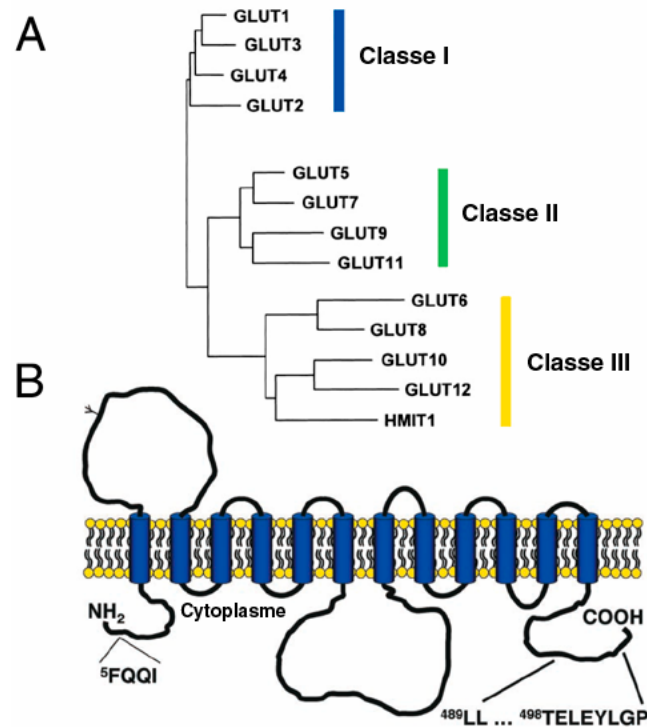 A
GLUT1
GLUT3
GLUT4
GLUT2
Classe I
GLUT5
GLUT7
GLUT9
GLUT11
Classe II
GLUT6
GLUT8
GLUT10
GLUT12
HMIT1
Classe III
B
NH₂
Cytoplasme
COOH
⁵FQQI
⁴⁸⁹LL ... ⁴⁹⁸TELEYLGP